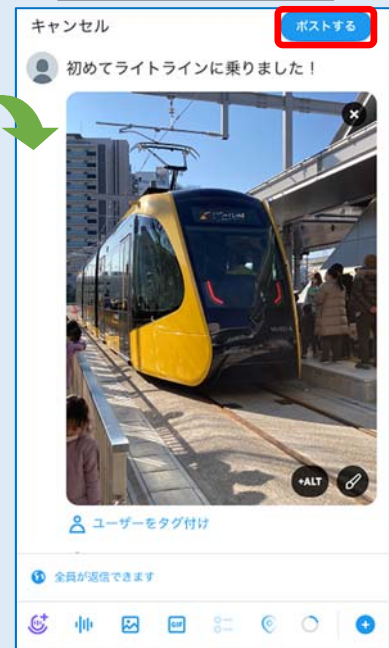 キャンセル
ポストする
初めてライトラインに乗りました！
+ALT
ユーザーをタグ付け
全員が返信できます
GIF